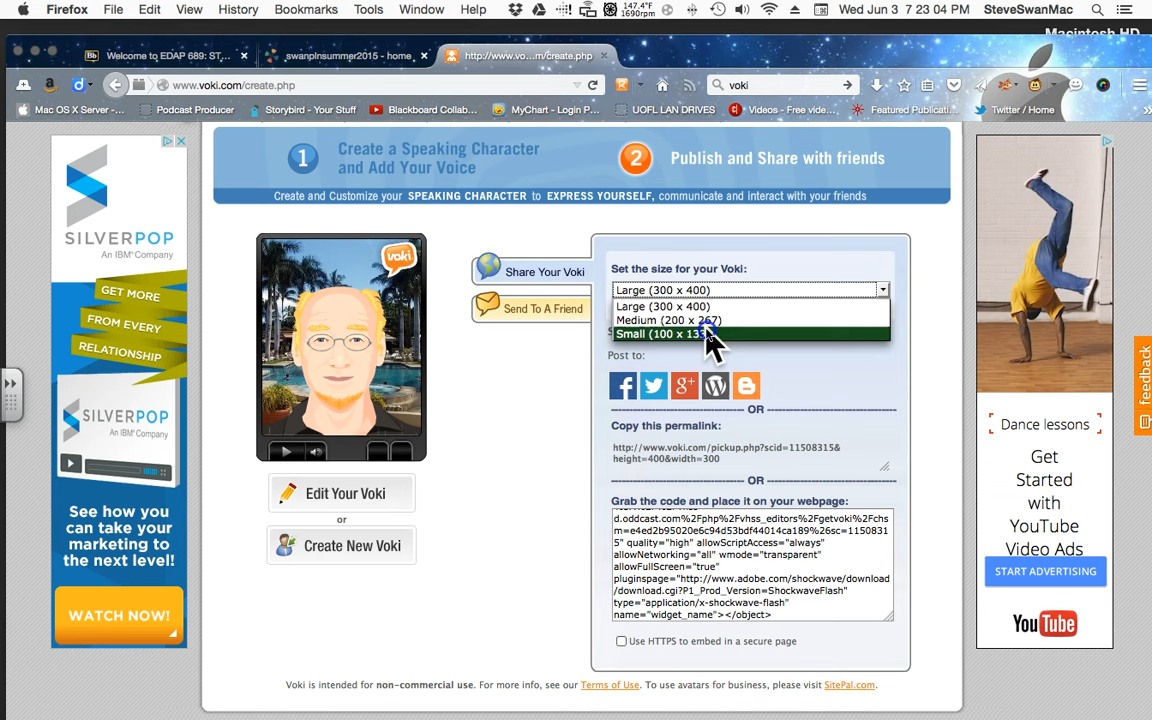 Firefox File Edit View History Bookmarks Tools Window Help 147.4°F 1690rpm Wed Jun 3 7 23 04 PM SteveSwanMac
Macintosh HD
Welcome to EDAP 689: ST,... × swanplnsummer2015 - home × http://www.vo...m/create.php ×
www.voki.com/create.php voki
Mac OS X Server -... Podcast Producer Storybird - Your Stuff Blackboard Collab... MyChart - Login P... UOFL LAN DRIVES Videos - Free vide... Featured Publicati... Twitter / Home
1 Create a Speaking Character and Add Your Voice
2 Publish and Share with friends
Create and Customize your SPEAKING CHARACTER to EXPRESS YOURSELF, communicate and interact with your friends
SILVERPOP
An IBM Company
GET MORE
FROM EVERY
RELATIONSHIP
SILVERPOP
An IBM Company
See how you
can take your
marketing to
the next level!
WATCH NOW!
voki
Edit Your Voki
or
Create New Voki
Share Your Voki
Send To A Friend
Set the size for your Voki:
Large (300 x 400)
Large (300 x 400)
Medium (200 x 267)
Small (100 x 133)
Post to:
OR
Copy this permalink:
http://www.voki.com/pickup.php?scid=11508315&
height=400&width=300
OR
Grab the code and place it on your webpage:
d.oddcast.com%2Fphp%2Fvhss_editors%2Fgetvoki%2Fchs
m=e4ed2b95020e6c94d53bdf44014ca189%26sc=1150831
5" quality="high" allowScriptAccess="always"
allowNetworking="all" wmode="transparent"
allowFullScreen="true"
pluginspage="http://www.adobe.com/shockwave/download
/download.cgi?P1_Prod_Version=ShockwaveFlash"
type="application/x-shockwave-flash"
name="widget_name"></object>
Use HTTPS to embed in a secure page
Voki is intended for non-commercial use. For more info, see our Terms of Use. To use avatars for business, please visit SitePal.com.
Dance lessons
Get
Started
with
YouTube
Video Ads
START ADVERTISING
YouTube
feedback